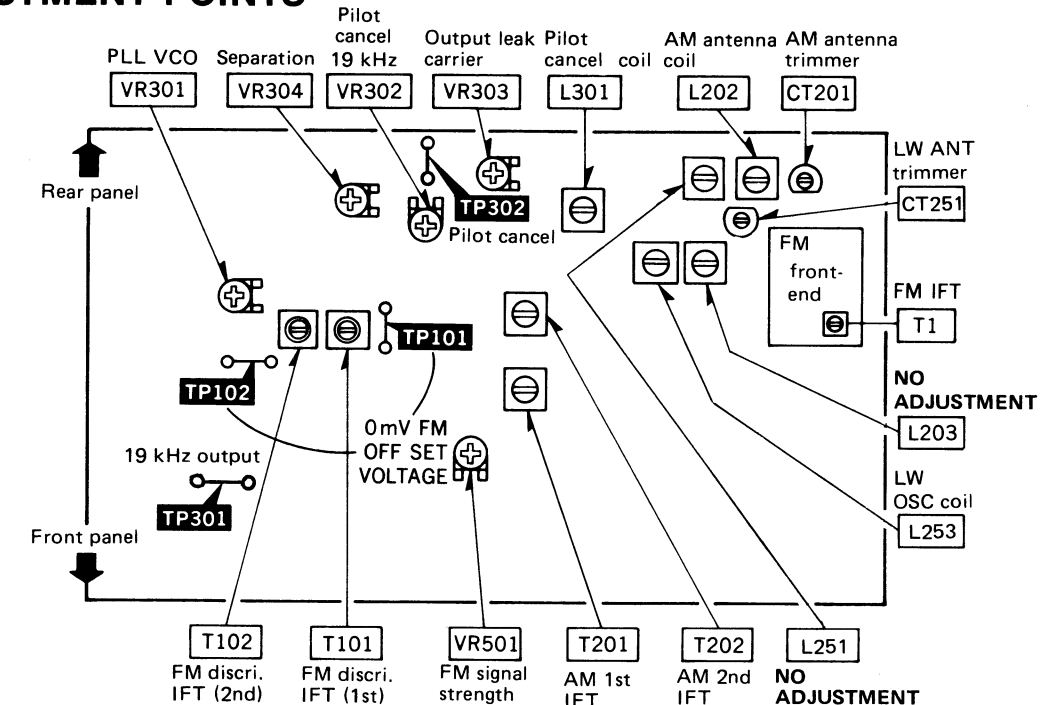 STMENT POINTS
PLL VCO
VR301
Separation
VR304
Pilot
cancel
19 kHz
VR302
Output leak
carrier
VR303
Pilot
cancel coil
L301
AM antenna
coil
L202
AM antenna
trimmer
CT201
LW ANT
trimmer
CT251
Rear panel
TP302
Pilot cancel
FM
front-
end
FM IFT
T1
TP101
TP102
0mV FM
OFF SET
VOLTAGE
NO
ADJUSTMENT
L203
19 kHz output
TP301
LW
OSC coil
L253
Front panel
T102
FM discri.
IFT (2nd)
T101
FM discri.
IFT (1st)
VR501
FM signal
strength
T201
AM 1st
IFT
T202
AM 2nd
IFT
L251
NO
ADJUSTMENT